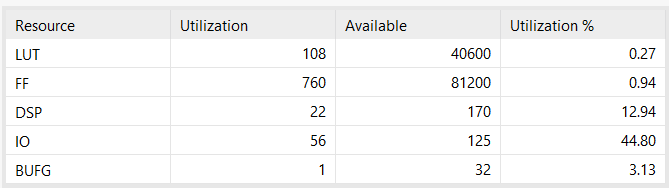 Resource Utilization Available Utilization %
LUT 108 40600 0.27
FF 760 81200 0.94
DSP 22 170 12.94
IO 56 125 44.80
BUFG 1 32 3.13